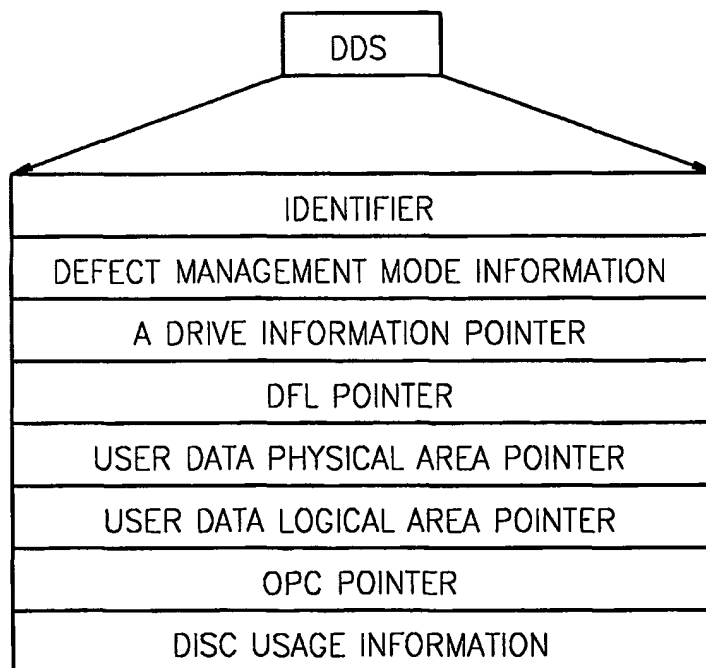 DDS
IDENTIFIER
DEFECT MANAGEMENT MODE INFORMATION
A DRIVE INFORMATION POINTER
DFL POINTER
USER DATA PHYSICAL AREA POINTER
USER DATA LOGICAL AREA POINTER
OPC POINTER
DISC USAGE INFORMATION